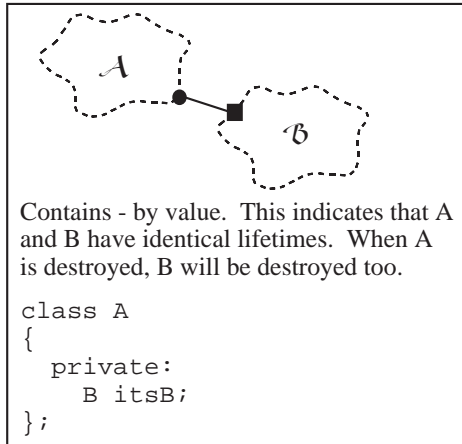 A
B
Contains - by value.  This indicates that A
and B have identical lifetimes.  When A
is destroyed, B will be destroyed too.
class A
{
  private:
    B itsB;
};